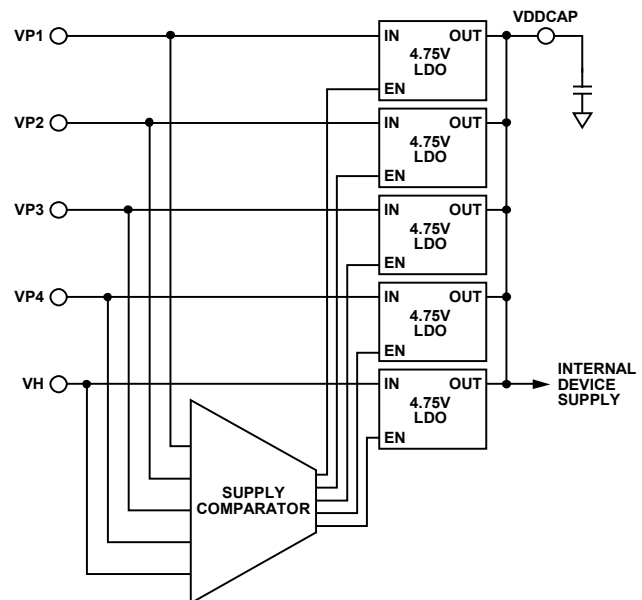 VDDCAP
VP1
IN
OUT
4.75V
LDO
EN
VP2
IN
OUT
4.75V
LDO
EN
VP3
IN
OUT
4.75V
LDO
EN
VP4
IN
OUT
4.75V
LDO
EN
VH
IN
OUT
4.75V
LDO
EN
INTERNAL
DEVICE
SUPPLY
SUPPLY
COMPARATOR